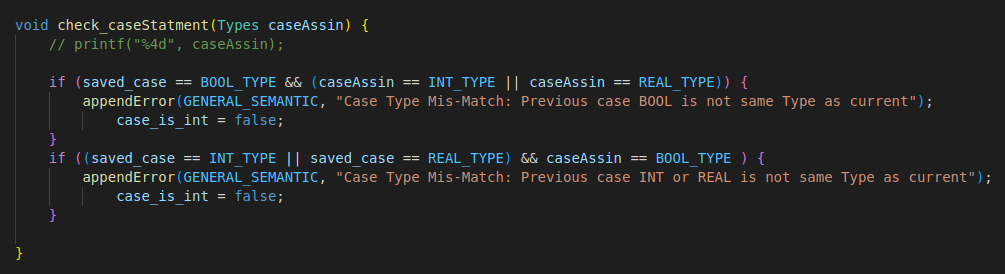 void check_caseStatment(Types caseAssin) {
    // printf("%4d", caseAssin);

    if (saved_case == BOOL_TYPE && (caseAssin == INT_TYPE || caseAssin == REAL_TYPE)) {
        appendError(GENERAL_SEMANTIC, "Case Type Mis-Match: Previous case BOOL is not same Type as current");
            case_is_int = false;
    }
    if ((saved_case == INT_TYPE || saved_case == REAL_TYPE) && caseAssin == BOOL_TYPE ) {
        appendError(GENERAL_SEMANTIC, "Case Type Mis-Match: Previous case INT or REAL is not same Type as current");
            case_is_int = false;
    }

}